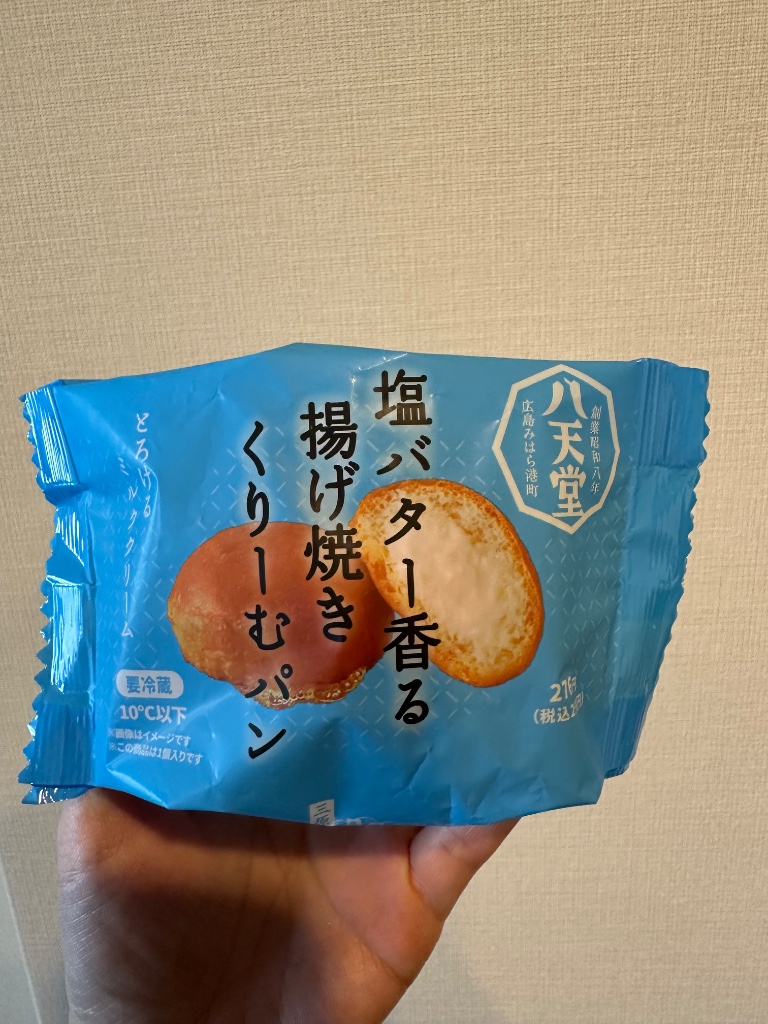 塩バター香る
揚げ焼き
くりーむパン
八天堂
創業昭和八年
広島みはら港町
とろける
ミルククリーム
要冷蔵
10℃以下
※画像はイメージです
※この商品は1個入りです
(税込